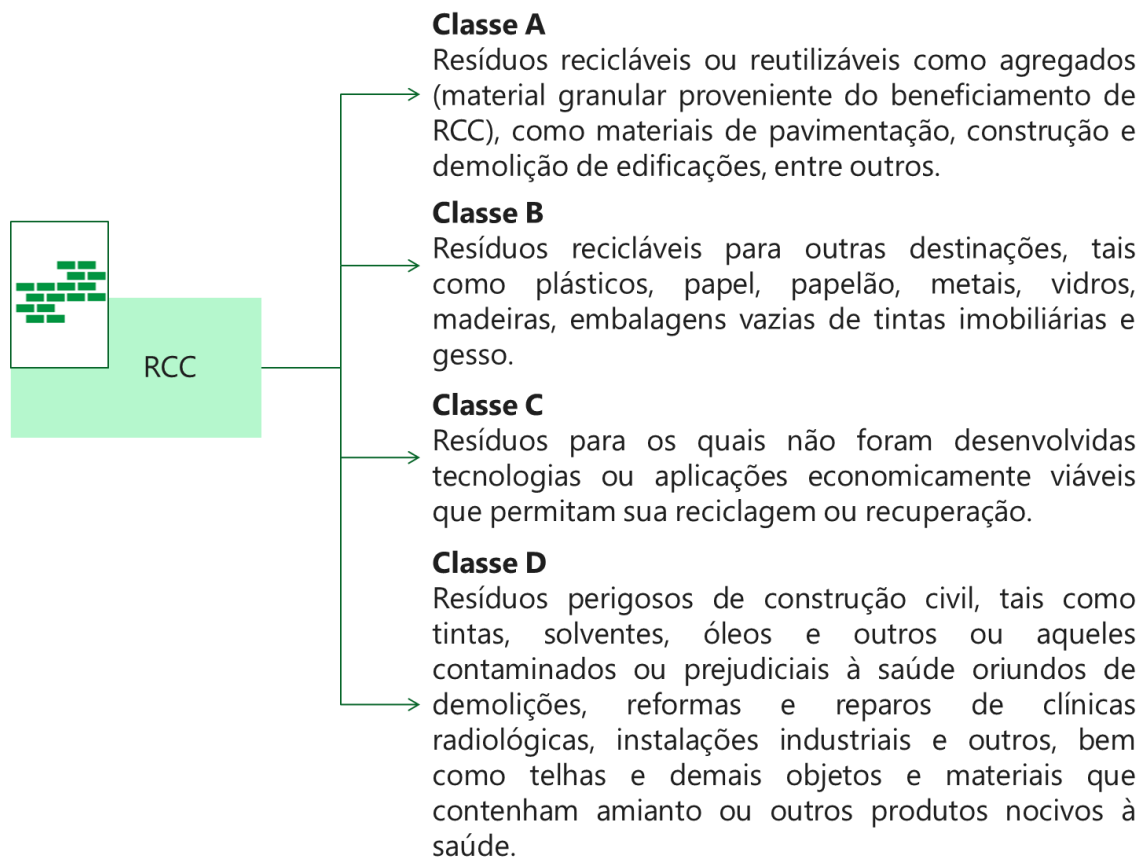 Classe A
Resíduos recicláveis ou reutilizáveis como agregados
(material granular proveniente do beneficiamento de
RCC), como materiais de pavimentação, construção e
demolição de edificações, entre outros.
Classe B
Resíduos recicláveis para outras destinações, tais
como plásticos, papel, papelão, metais, vidros,
madeiras, embalagens vazias de tintas imobiliárias e
gesso.
RCC
Classe C
Resíduos para os quais não foram desenvolvidas
tecnologias ou aplicações economicamente viáveis
que permitam sua reciclagem ou recuperação.
Classe D
Resíduos perigosos de construção civil, tais como
tintas, solventes, óleos e outros ou aqueles
contaminados ou prejudiciais à saúde oriundos de
demolições, reformas e reparos de clínicas
radiológicas, instalações industriais e outros, bem
como telhas e demais objetos e materiais que
contenham amianto ou outros produtos nocivos à
saúde.